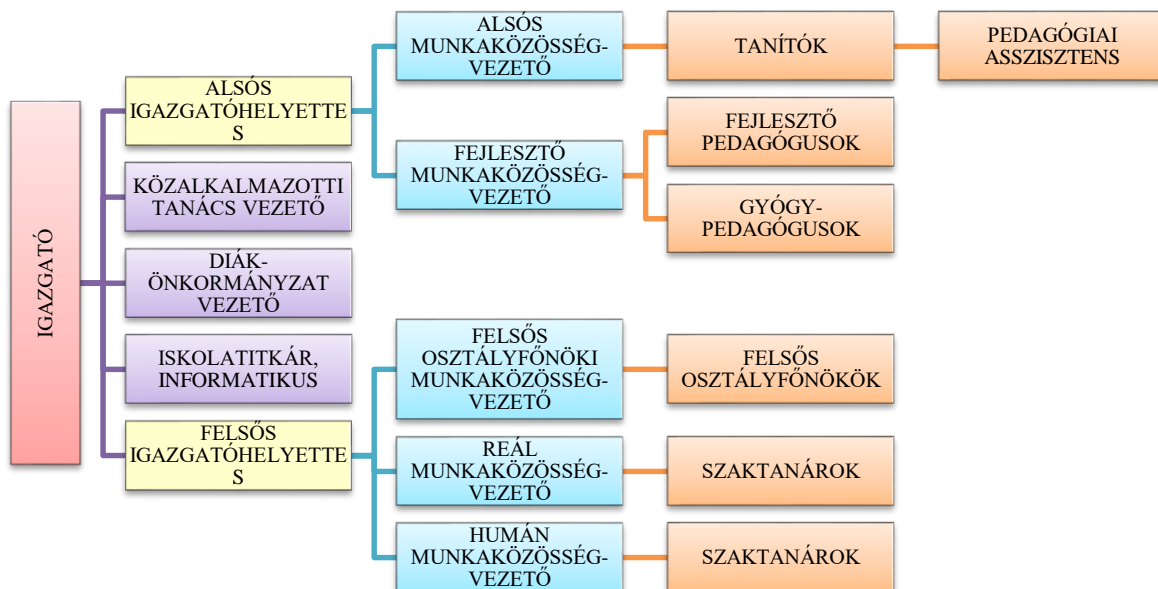 IGAZGATÓ
ALSÓS
IGAZGATÓHELYETTE
S
KÖZALKALMAZOTTI
TANÁCS VEZETŐ
DIÁK-
ÖNKORMÁNYZAT
VEZETŐ
ISKOLATITKÁR,
INFORMATIKUS
FELSŐS
IGAZGATÓHELYETTE
S
ALSÓS
MUNKAKÖZÖSSÉG-
VEZETŐ
TANÍTÓK
PEDAGÓGIAI
ASSZISZTENS
FEJLESZTŐ
MUNKAKÖZÖSSÉG-
VEZETŐ
FEJLESZTŐ
PEDAGÓGUSOK
GYÓGY-
PEDAGÓGUSOK
FELSŐS
OSZTÁLYFŐNÖKI
MUNKAKÖZÖSSÉG-
VEZETŐ
FELSŐS
OSZTÁLYFŐNÖKÖK
REÁL
MUNKAKÖZÖSSÉG-
VEZETŐ
SZAKTANÁROK
HUMÁN
MUNKAKÖZÖSSÉG-
VEZETŐ
SZAKTANÁROK